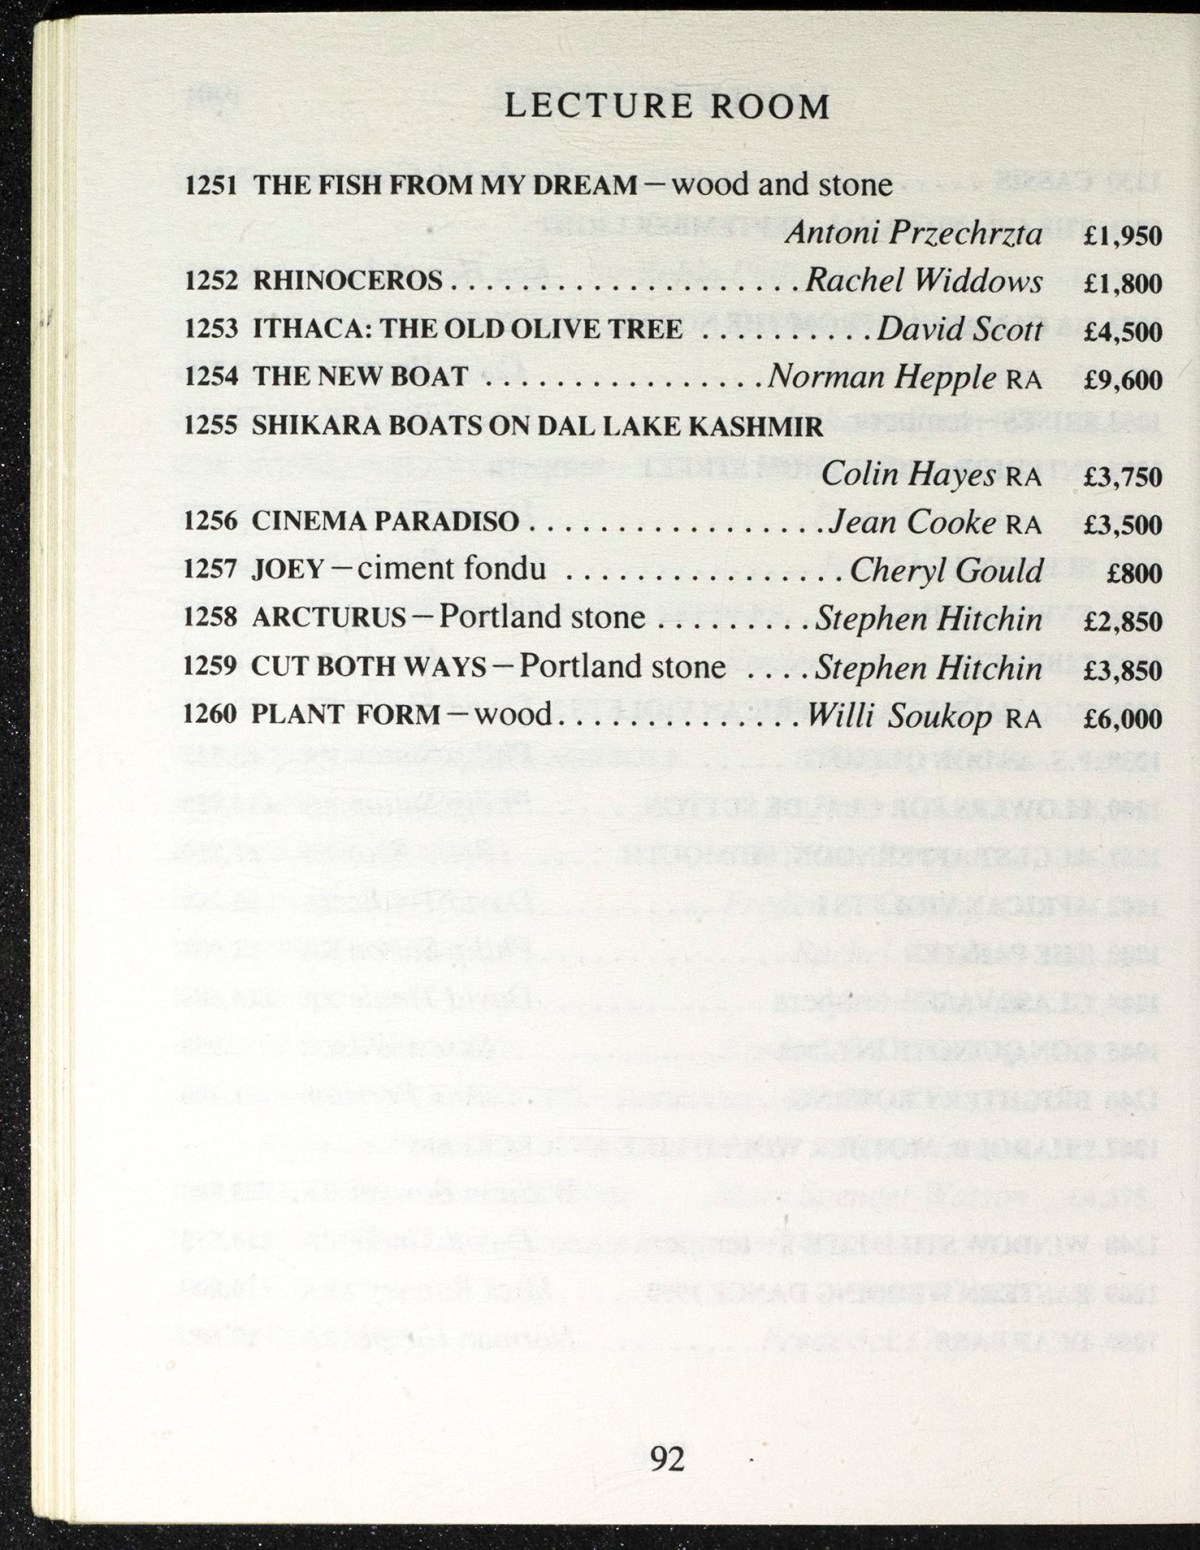 LECTURE ROOM
1251 THE FISH FROM MY DREAM – wood and stone
Antoni Przechrzta £1,950
1252 RHINOCEROS . . . . . . . . . . . . . . . . . . . . Rachel Widdows £1,800
1253 ITHACA: THE OLD OLIVE TREE . . . . . . . . . . David Scott £4,500
1254 THE NEW BOAT . . . . . . . . . . . . . . . . Norman Hepple RA £9,600
1255 SHIKARA BOATS ON DAL LAKE KASHMIR
Colin Hayes RA £3,750
1256 CINEMA PARADISO . . . . . . . . . . . . . . . . . Jean Cooke RA £3,500
1257 JOEY – ciment fondu . . . . . . . . . . . . . . . . Cheryl Gould £800
1258 ARCTURUS – Portland stone . . . . . . . . . Stephen Hitchin £2,850
1259 CUT BOTH WAYS – Portland stone . . . . Stephen Hitchin £3,850
1260 PLANT FORM – wood . . . . . . . . . . . . . . Willi Soukop RA £6,000
92